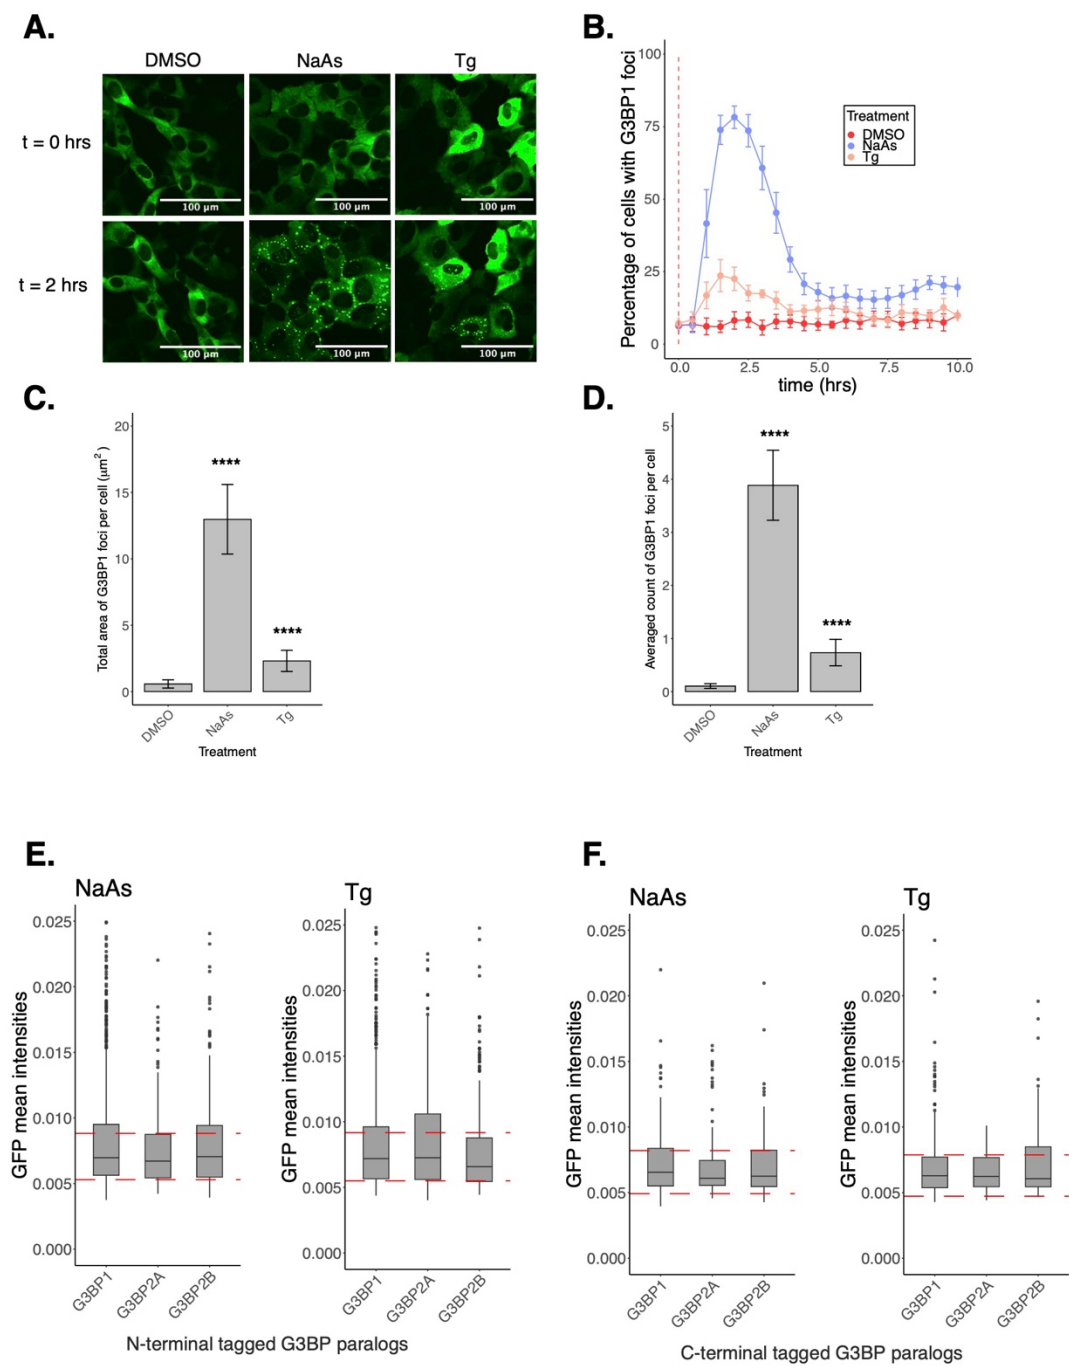 A.
DMSO NaAs Tg
t = 0 hrs
100 µm 100 µm 100 µm
t = 2 hrs
100 µm 100 µm 100 µm
B.
Percentage of cells with G3BP1 foci
100
75
50
25
0
0.0 2.5 5.0 7.5 10.0
time (hrs)
Treatment
DMSO
NaAs
Tg
C.
Total area of G3BP1 foci per cell (µm²)
20
15
10
5
0
****
****
DMSO NaAs Tg
Treatment
D.
Averaged count of G3BP1 foci per cell
5
4
3
2
1
0
****
****
DMSO NaAs Tg
Treatment
E.
NaAs
GFP mean intensities
0.025
0.020
0.015
0.010
0.005
0.000
G3BP1 G3BP2A G3BP2B
Tg
GFP mean intensities
0.025
0.020
0.015
0.010
0.005
0.000
G3BP1 G3BP2A G3BP2B
N-terminal tagged G3BP paralogs
F.
NaAs
GFP mean intensities
0.025
0.020
0.015
0.010
0.005
0.000
G3BP1 G3BP2A G3BP2B
Tg
GFP mean intensities
0.025
0.020
0.015
0.010
0.005
0.000
G3BP1 G3BP2A G3BP2B
C-terminal tagged G3BP paralogs